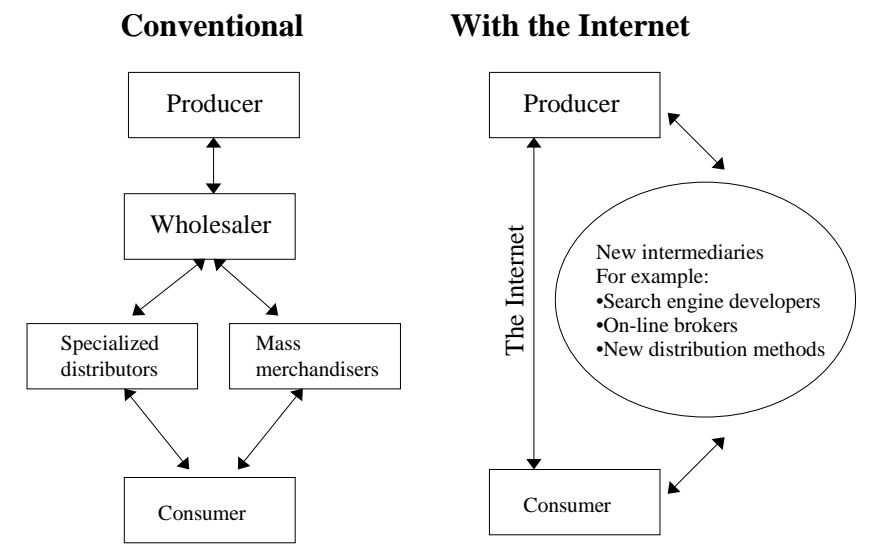 Conventional
Producer
Wholesaler
Specialized
distributors
Mass
merchandisers
Consumer
With the Internet
Producer
The Internet
New intermediaries
For example:
•Search engine developers
•On-line brokers
•New distribution methods
Consumer